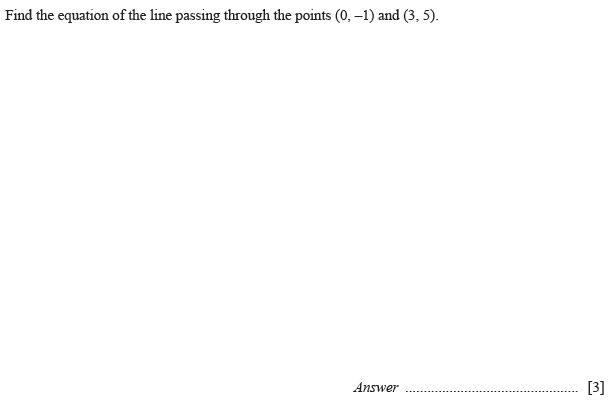 Find the equation of the line passing through the points (0, –1) and (3, 5).
Answer ................................................ [3]